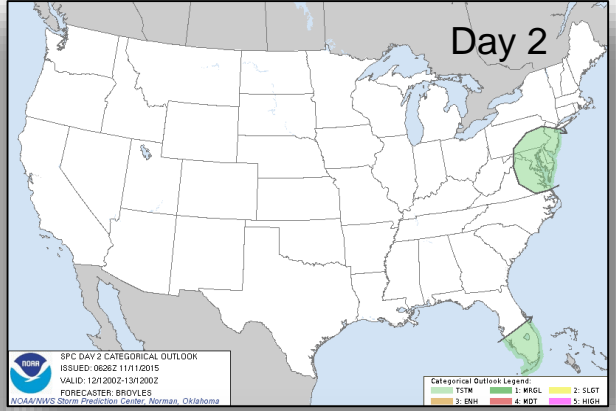 Day 2
NOAA
SPC DAY 2 CATEGORICAL OUTLOOK
ISSUED: 0626Z 11/11/2015
VALID: 12/1200Z-13/1200Z
FORECASTER: BROYLES
NOAA/NWS Storm Prediction Center, Norman, Oklahoma
Categorical Outlook Legend:
TSTM 1: MRGL 2: SLGT
3: ENH 4: MDT 5: HIGH